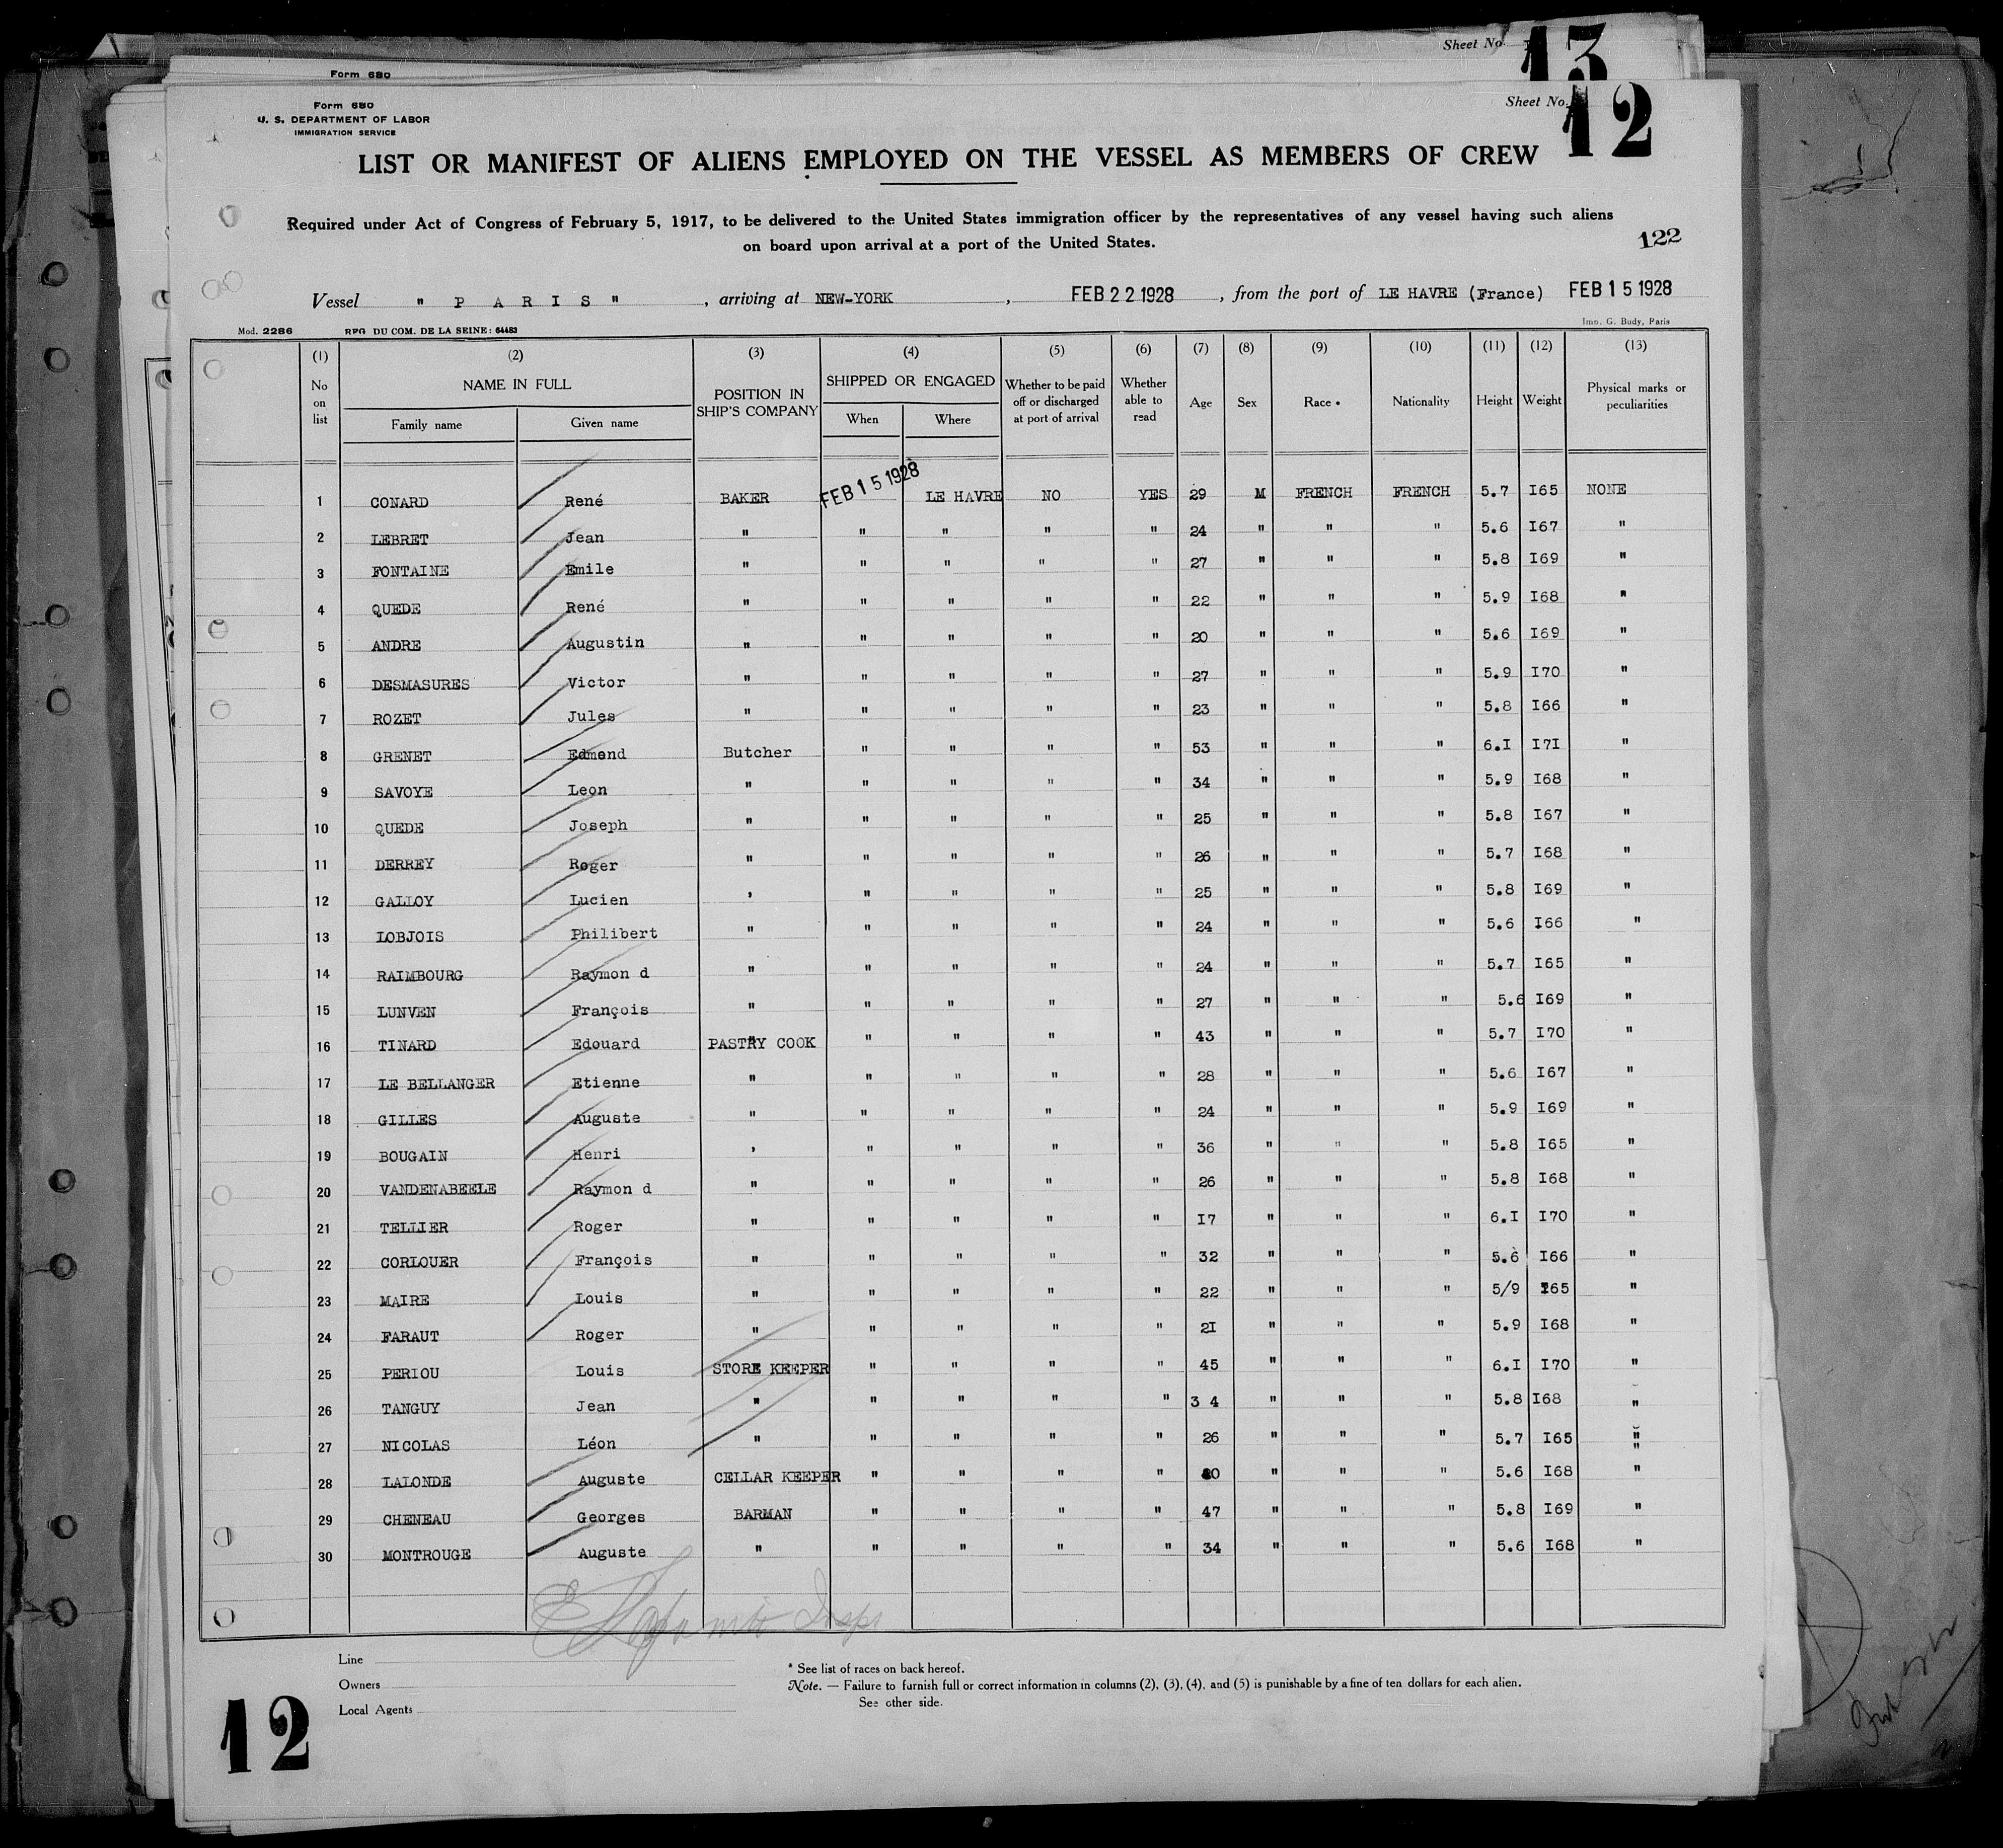 Sheet No. 13
Form 680
Form 680
U. S. DEPARTMENT OF LABOR
IMMIGRATION SERVICE
Sheet No. 12
LIST OR MANIFEST OF ALIENS EMPLOYED ON THE VESSEL AS MEMBERS OF CREW
Required under Act of Congress of February 5, 1917, to be delivered to the United States immigration officer by the representatives of any vessel having such aliens
on board upon arrival at a port of the United States.
122
Vessel " P A R I S " , arriving at NEW-YORK , FEB 22 1928 , from the port of LE HAVRE (France) FEB 15 1928
Mod. 2286 REG DU COM. DE LA SEINE: 64483 Imp. G. Budy, Paris
(1) (2) (3) (4) (5) (6) (7) (8) (9) (10) (11) (12) (13)
No on list NAME IN FULL Family name Given name POSITION IN SHIP'S COMPANY SHIPPED OR ENGAGED When Where Whether to be paid off or discharged at port of arrival Whether able to read Age Sex Race * Nationality Height Weight Physical marks or peculiarities
1 CONARD René BAKER FEB 15 1928 LE HAVRE NO YES 29 M FRENCH FRENCH 5.7 I65 NONE
2 LEBRET Jean " " " " " 24 " " " 5.6 I67 "
3 FONTAINE Emile " " " " " 27 " " " 5.8 I69 "
4 QUEDE René " " " " " 22 " " " 5.9 I68 "
5 ANDRE Augustin " " " " " 20 " " " 5.6 I69 "
6 DESMASURES Victor " " " " " 27 " " " 5.9 I70 "
7 ROZET Jules " " " " " 23 " " " 5.8 I66 "
8 GRENET Edmond Butcher " " " " 53 " " " 6.I I7I "
9 SAVOYE Leon " " " " " 34 " " " 5.9 I68 "
10 QUEDE Joseph " " " " " 25 " " " 5.8 I67 "
11 DERREY Roger " " " " " 26 " " " 5.7 I68 "
12 GALLOY Lucien ' " " " " 25 " " " 5.8 I69 "
13 LOBJOIS Philibert " " " " " 24 " " " 5.6 I66 "
14 RAIMBOURG Raymon d " " " " " 24 " " " 5.7 I65 "
15 LUNVEN François " " " " " 27 " " " 5.6 I69 "
16 TINARD Edouard PASTRY COOK " " " " 43 " " " 5.7 I70 "
17 LE BELLANGER Etienne " " " " " 28 " " " 5.6 I67 "
18 GILLES Auguste " " " " " 24 " " " 5.9 I69 "
19 BOUGAIN Henri ' " " " " 36 " " " 5.8 I65 "
20 VANDENABEELE Raymon d " " " " " 26 " " " 5.8 I68 "
21 TELLIER Roger " " " " " I7 " " " 6.I I70 "
22 CORLOUER François " " " " " 32 " " " 5.6 I66 "
23 MAIRE Louis " " " " " 22 " " " 5/9 I65 "
24 FARAUT Roger " " " " " 2I " " " 5.9 I68 "
25 PERIOU Louis STORE KEEPER " " " " 45 " " " 6.I I70 "
26 TANGUY Jean " " " " " 3 4 " " " 5.8 I68 "
27 NICOLAS Léon " " " " " 26 " " " 5.7 I65 "
28 LALONDE Auguste CELLAR KEEPER " " " " " " " 5.6 I68 "
29 CHENEAU Georges BARMAN " " " " 47 " " " 5.8 I69 "
30 MONTROUGE Auguste " " " " " 34 " " " 5.6 I68 "
Line
Owners
Local Agents
* See list of races on back hereof.
Note. — Failure to furnish full or correct information in columns (2), (3), (4), and (5) is punishable by a fine of ten dollars for each alien.
See other side.
12